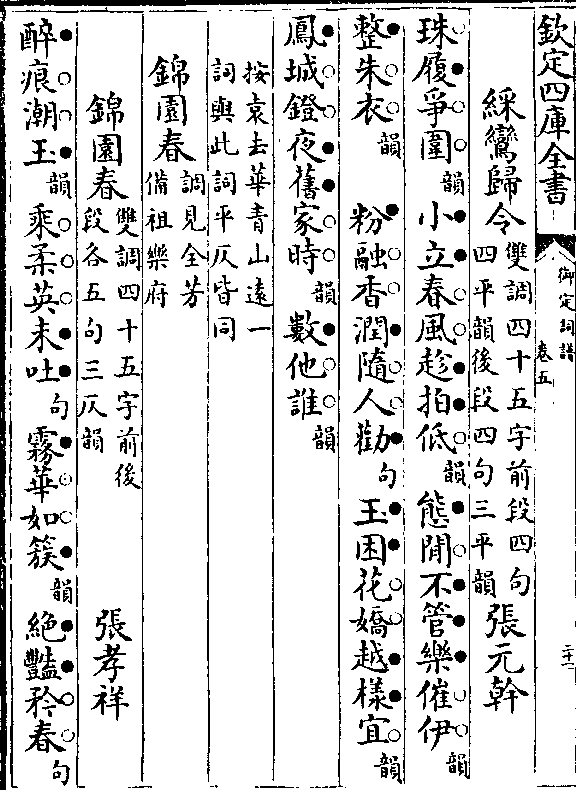 欽定四庫全書
御定詞譜
卷五
二十二
綵鸞歸令
雙調四十五字前段四句
四平韻後段四句三平韻
張元幹
珠履爭圍韻小立春風趁拍低韻態閒不管樂催伊韻
整朱衣韻 粉融香潤隨人勸句玉困花嬌越樣宜韻
鳳城鐙夜舊家時韻數他誰韻
按袁去華青山遠一
詞與此詞平仄皆同
錦園春
調見全芳
備祖樂府
錦園春
雙調四十五字前後
段各五句三仄韻
張孝祥
醉痕潮玉韻乘柔英未吐句霧華如簇韻絶豔矜春句